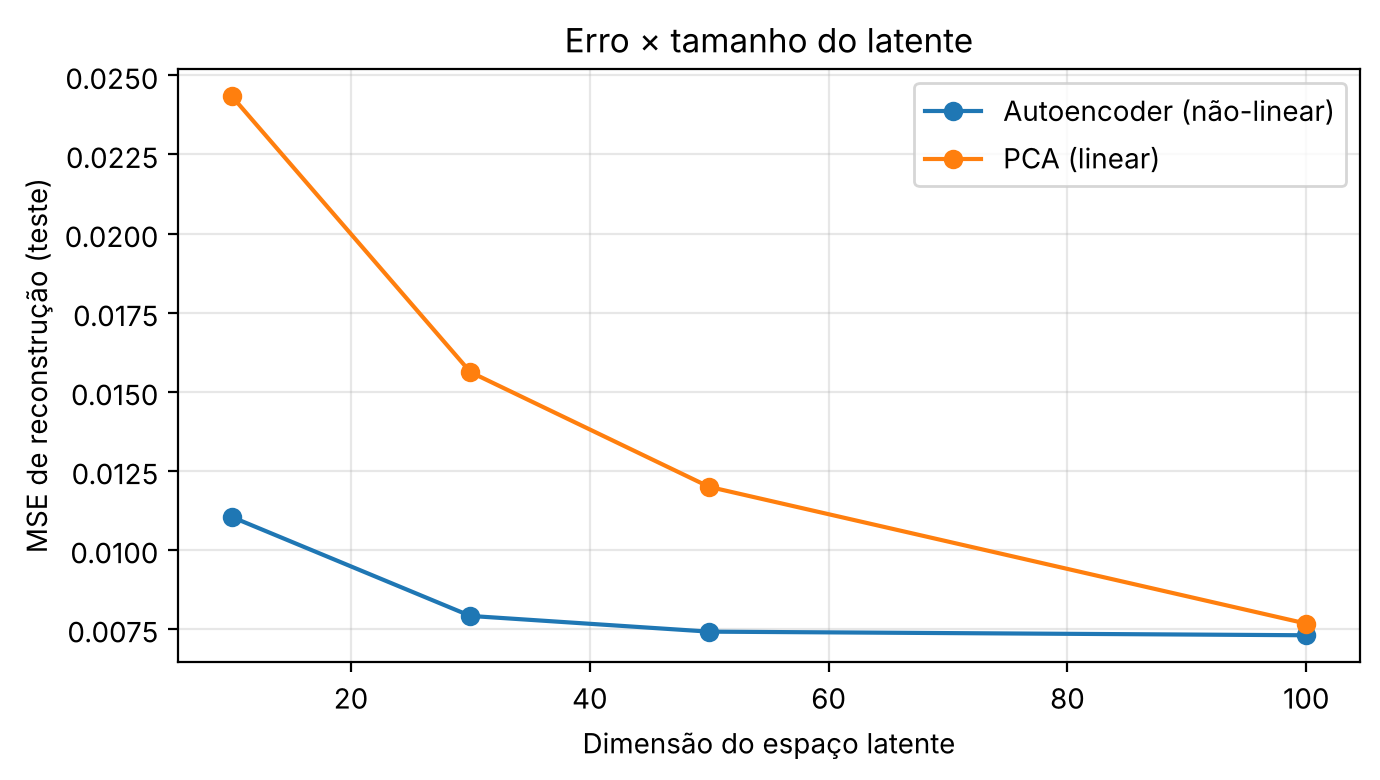 Erro × tamanho do latente
Autoencoder (não-linear)
PCA (linear)
MSE de reconstrução (teste)
0.0250
0.0225
0.0200
0.0175
0.0150
0.0125
0.0100
0.0075
20 40 60 80 100
Dimensão do espaço latente